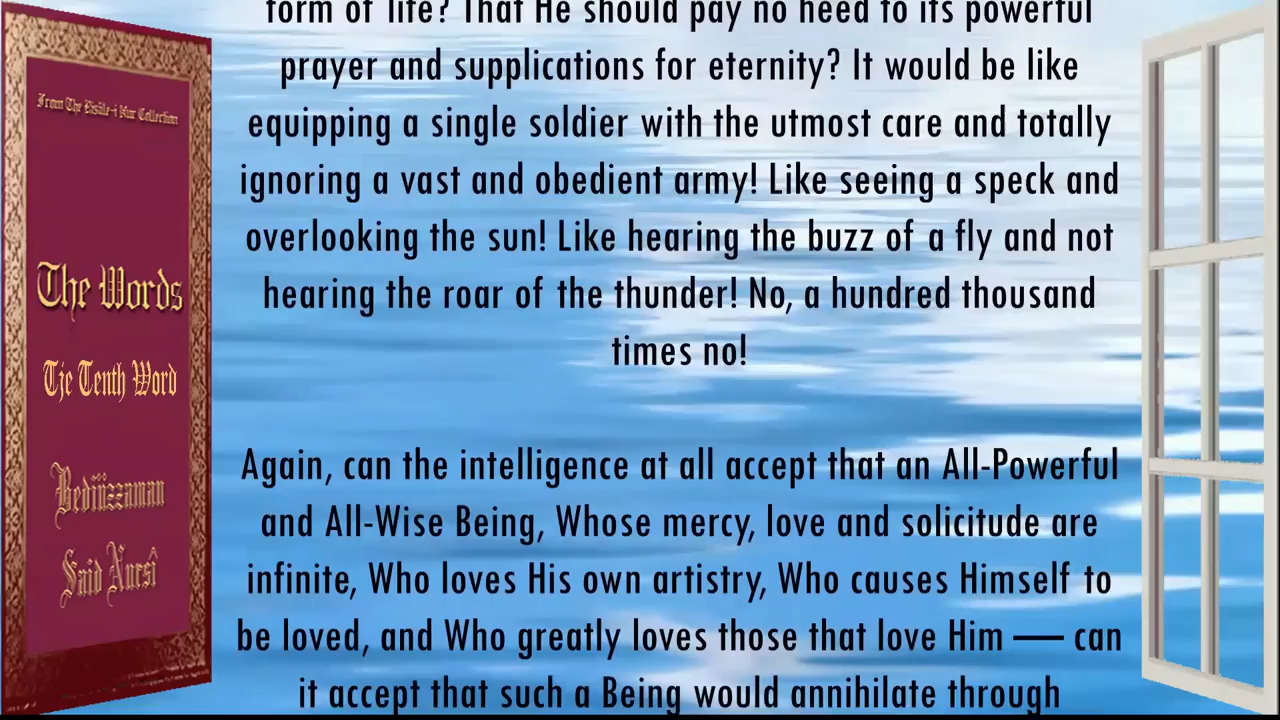 From The Risâle-i Nur Collection
The Words
Tje Tenth Word
Bediüzzaman
Said Nursî
form of life? That He should pay no heed to its powerful
prayer and supplications for eternity? It would be like
equipping a single soldier with the utmost care and totally
ignoring a vast and obedient army! Like seeing a speck and
overlooking the sun! Like hearing the buzz of a fly and not
hearing the roar of the thunder! No, a hundred thousand
times no!
Again, can the intelligence at all accept that an All-Powerful
and All-Wise Being, Whose mercy, love and solicitude are
infinite, Who loves His own artistry, Who causes Himself to
be loved, and Who greatly loves those that love Him — can
it accept that such a Being would annihilate through